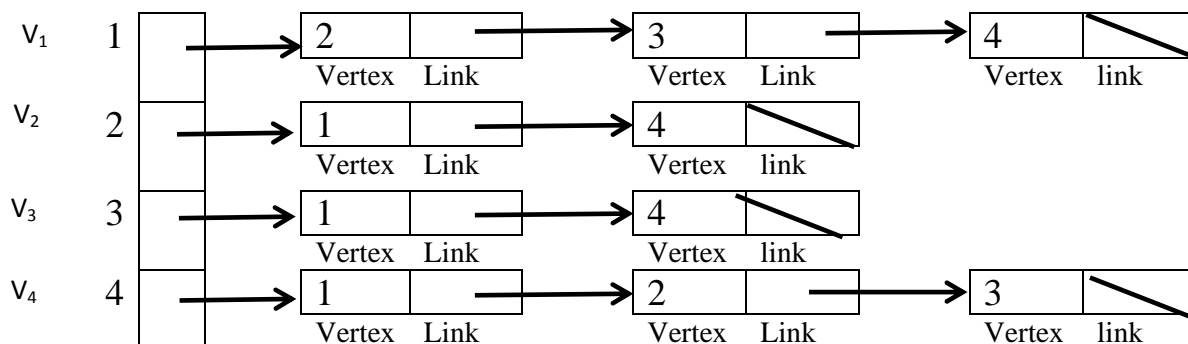 V₁ 1 2 3 4
Vertex Link Vertex Link Vertex link
V₂ 2 1 4
Vertex Link Vertex link
V₃ 3 1 4
Vertex Link Vertex link
V₄ 4 1 2 3
Vertex Link Vertex Link Vertex link